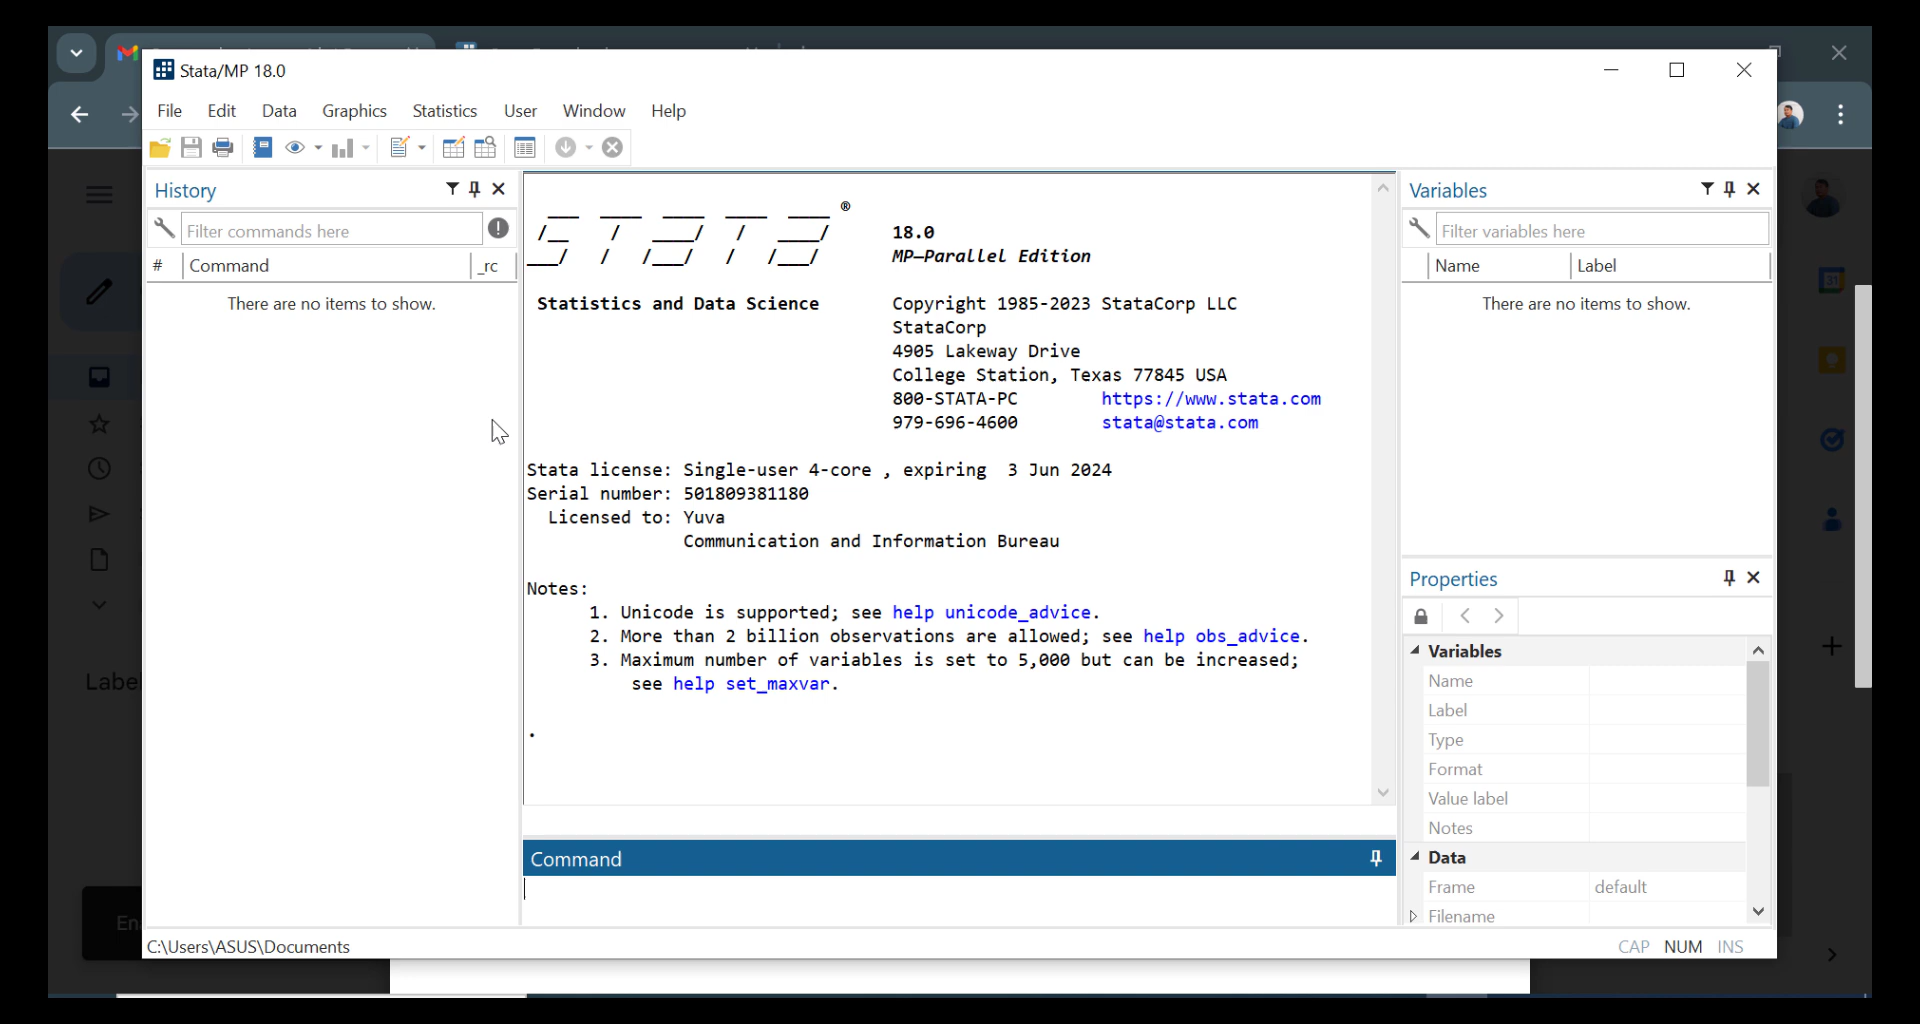 Stata/MP 18.0
File Edit Data Graphics Statistics User Window Help
History
Filter commands here
# Command _rc
There are no items to show.
®
STATA 18.0
MP—Parallel Edition
Statistics and Data Science Copyright 1985-2023 StataCorp LLC
StataCorp
4905 Lakeway Drive
College Station, Texas 77845 USA
800-STATA-PC https://www.stata.com
979-696-4600 stata@stata.com
Stata license: Single-user 4-core , expiring 3 Jun 2024
Serial number: 501809381180
Licensed to: Yuva
Communication and Information Bureau
Notes:
1. Unicode is supported; see help unicode_advice.
2. More than 2 billion observations are allowed; see help obs_advice.
3. Maximum number of variables is set to 5,000 but can be increased;
see help set_maxvar.
.
Command
Variables
Filter variables here
Name Label
There are no items to show.
Properties
Variables
Name
Label
Type
Format
Value label
Notes
Data
Frame default
Filename
C:\Users\ASUS\Documents
CAP NUM INS
Labe
En
31